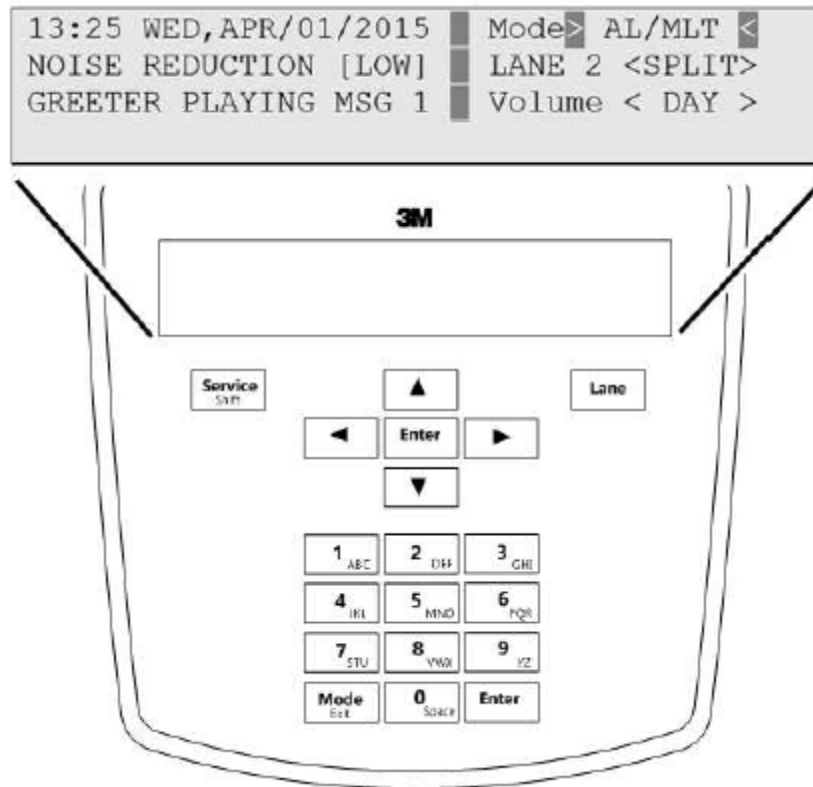 13:25 WED,APR/01/2015 Mode> AL/MLT <
NOISE REDUCTION [LOW] LANE 2 <SPLIT>
GREETER PLAYING MSG 1 Volume < DAY >
3M
Service
Shift
Lane
Enter
1 ABC 2 DEF 3 GHI
4 JKL 5 MNO 6 PQR
7 STU 8 VWX 9 YZ
Mode 0 Space Enter
Exit